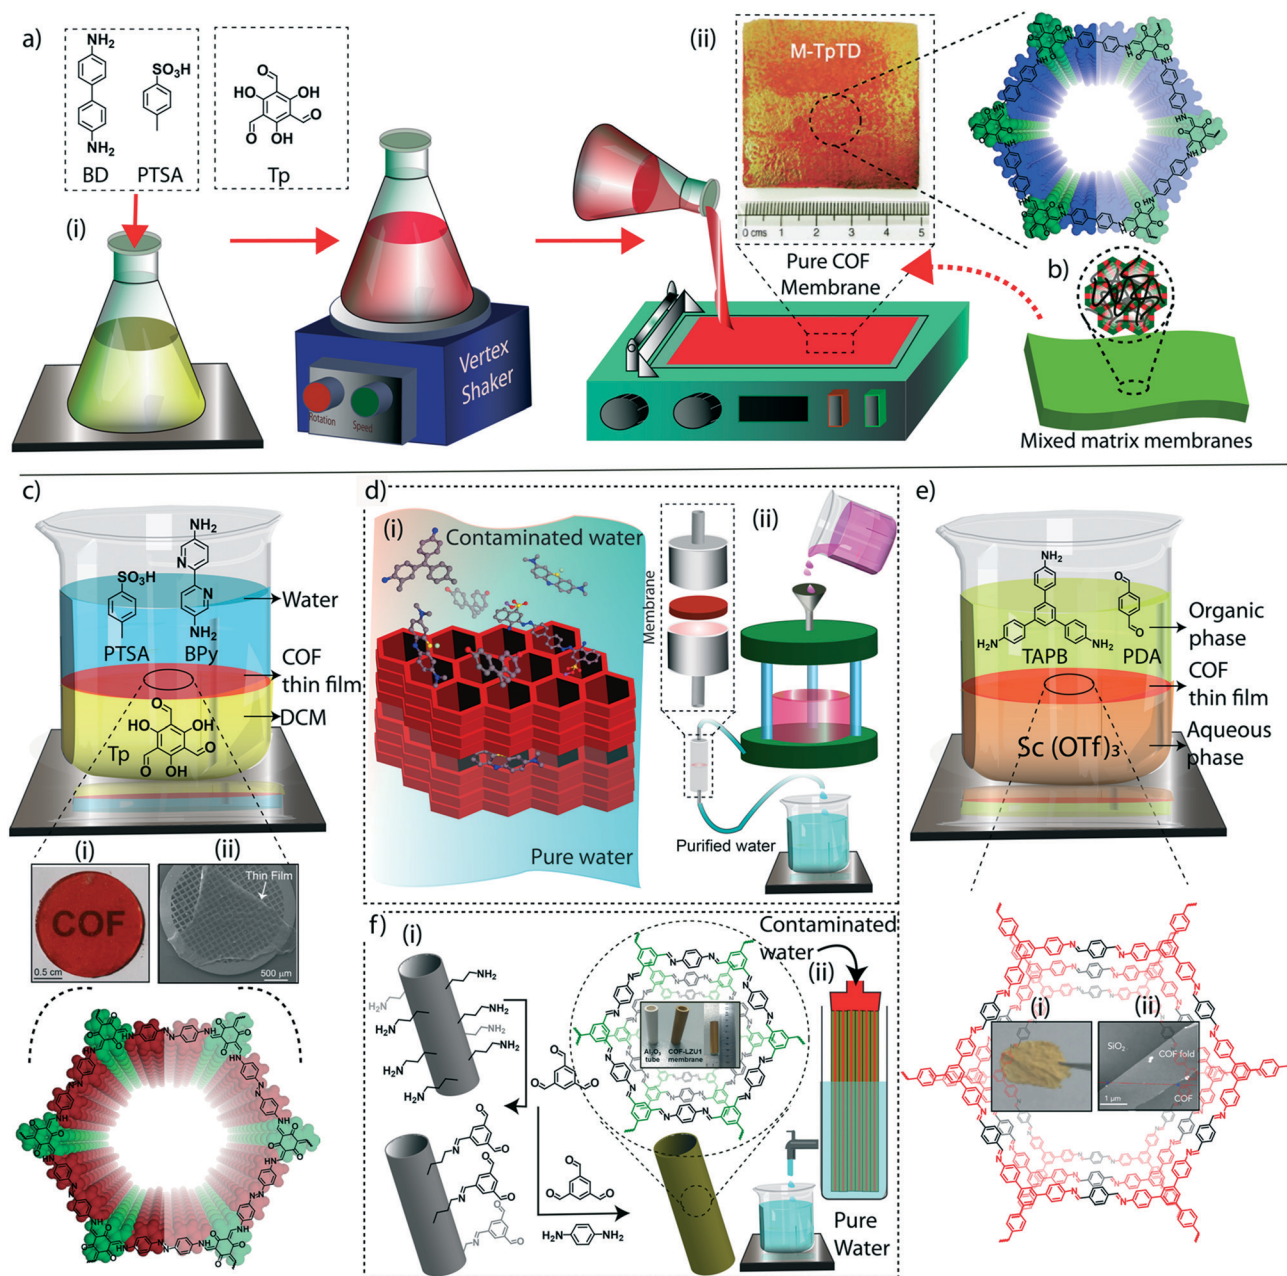 a)
NH₂
NH₂
BD
SO₃H
PTSA
O
HO
OH
O
O
OH
Tp
(i)
Rotation
Speed
Vertex
Shaker
(ii)
M-TpTD
0 cms 1 2 3 4 5
Pure COF
Membrane
b)
Mixed matrix membranes
c)
NH₂
N
N
NH₂
SO₃H
PTSA
BPy
Water
COF
thin film
DCM
O
HO
OH
O
O
OH
Tp
(i)
COF
0.5 cm
(ii)
Thin Film
500 µm
d)
(i)
Contaminated water
Pure water
(ii)
Membrane
Purified water
e)
NH₂
H₂N
NH₂
TAPB
O
O
PDA
Organic
phase
COF
thin film
Sc (OTf)₃
Aqueous
phase
(i)
(ii)
SiO₂
COF fold
COF
1 µm
f)
(i)
NH₂
H₂N
NH₂
H₂N
NH₂
H₂N
NH₂
H₂N
O
O
O
N
O
O
N
O
O
N
O
O
O
O
O
H₂N
NH₂
Al₂O₃
tube
COF-LZU1
membrane
Contaminated
water
(ii)
Pure
Water